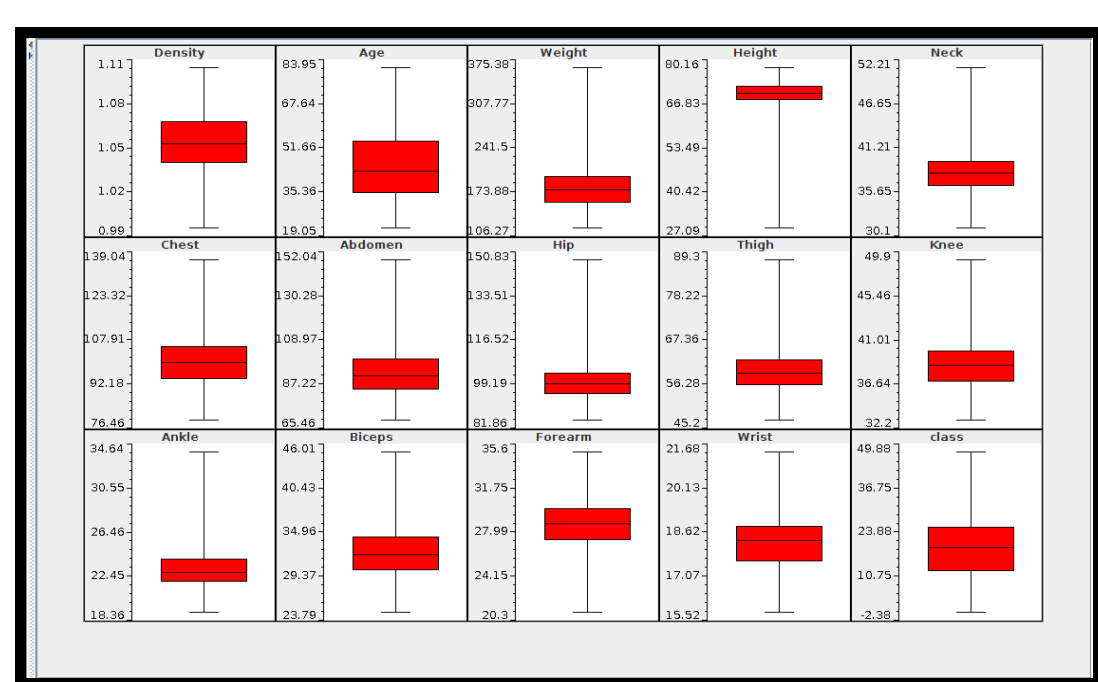 Density Age Weight Height Neck
1.11 83.95 375.38 80.16 52.21
1.08 67.64 307.77 66.83 46.65
1.05 51.66 241.5 53.49 41.21
1.02 35.36 173.88 40.42 35.65
0.99 19.05 106.27 27.09 30.1
Chest Abdomen Hip Thigh Knee
139.04 152.04 150.83 89.3 49.9
123.32 130.28 133.51 78.22 45.46
107.91 108.97 116.52 67.36 41.01
92.18 87.22 99.19 56.28 36.64
76.46 65.46 81.86 45.2 32.2
Ankle Biceps Forearm Wrist class
34.64 46.01 35.6 21.68 49.88
30.55 40.43 31.75 20.13 36.75
26.46 34.96 27.99 18.62 23.88
22.45 29.37 24.15 17.07 10.75
18.36 23.79 20.3 15.52 -2.38